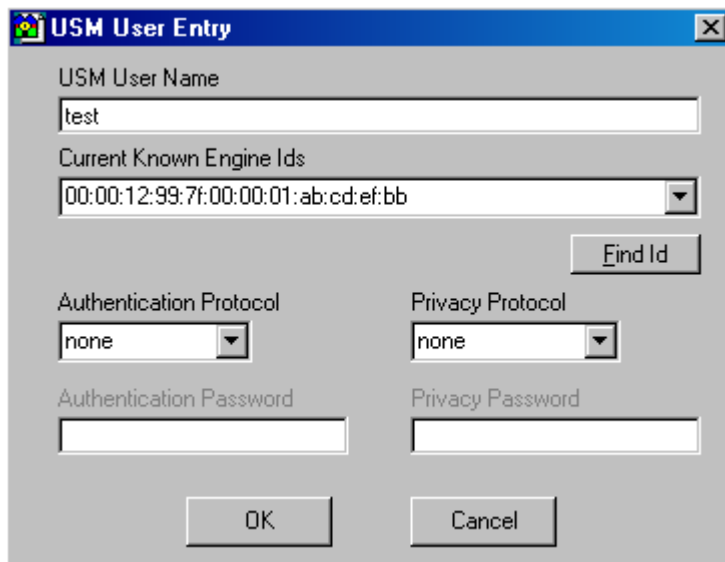 USM User Entry
USM User Name
test
Current Known Engine Ids
00:00:12:99:7f:00:00:01:ab:cd:ef:bb
Find Id
Authentication Protocol Privacy Protocol
none none
Authentication Password Privacy Password
OK Cancel